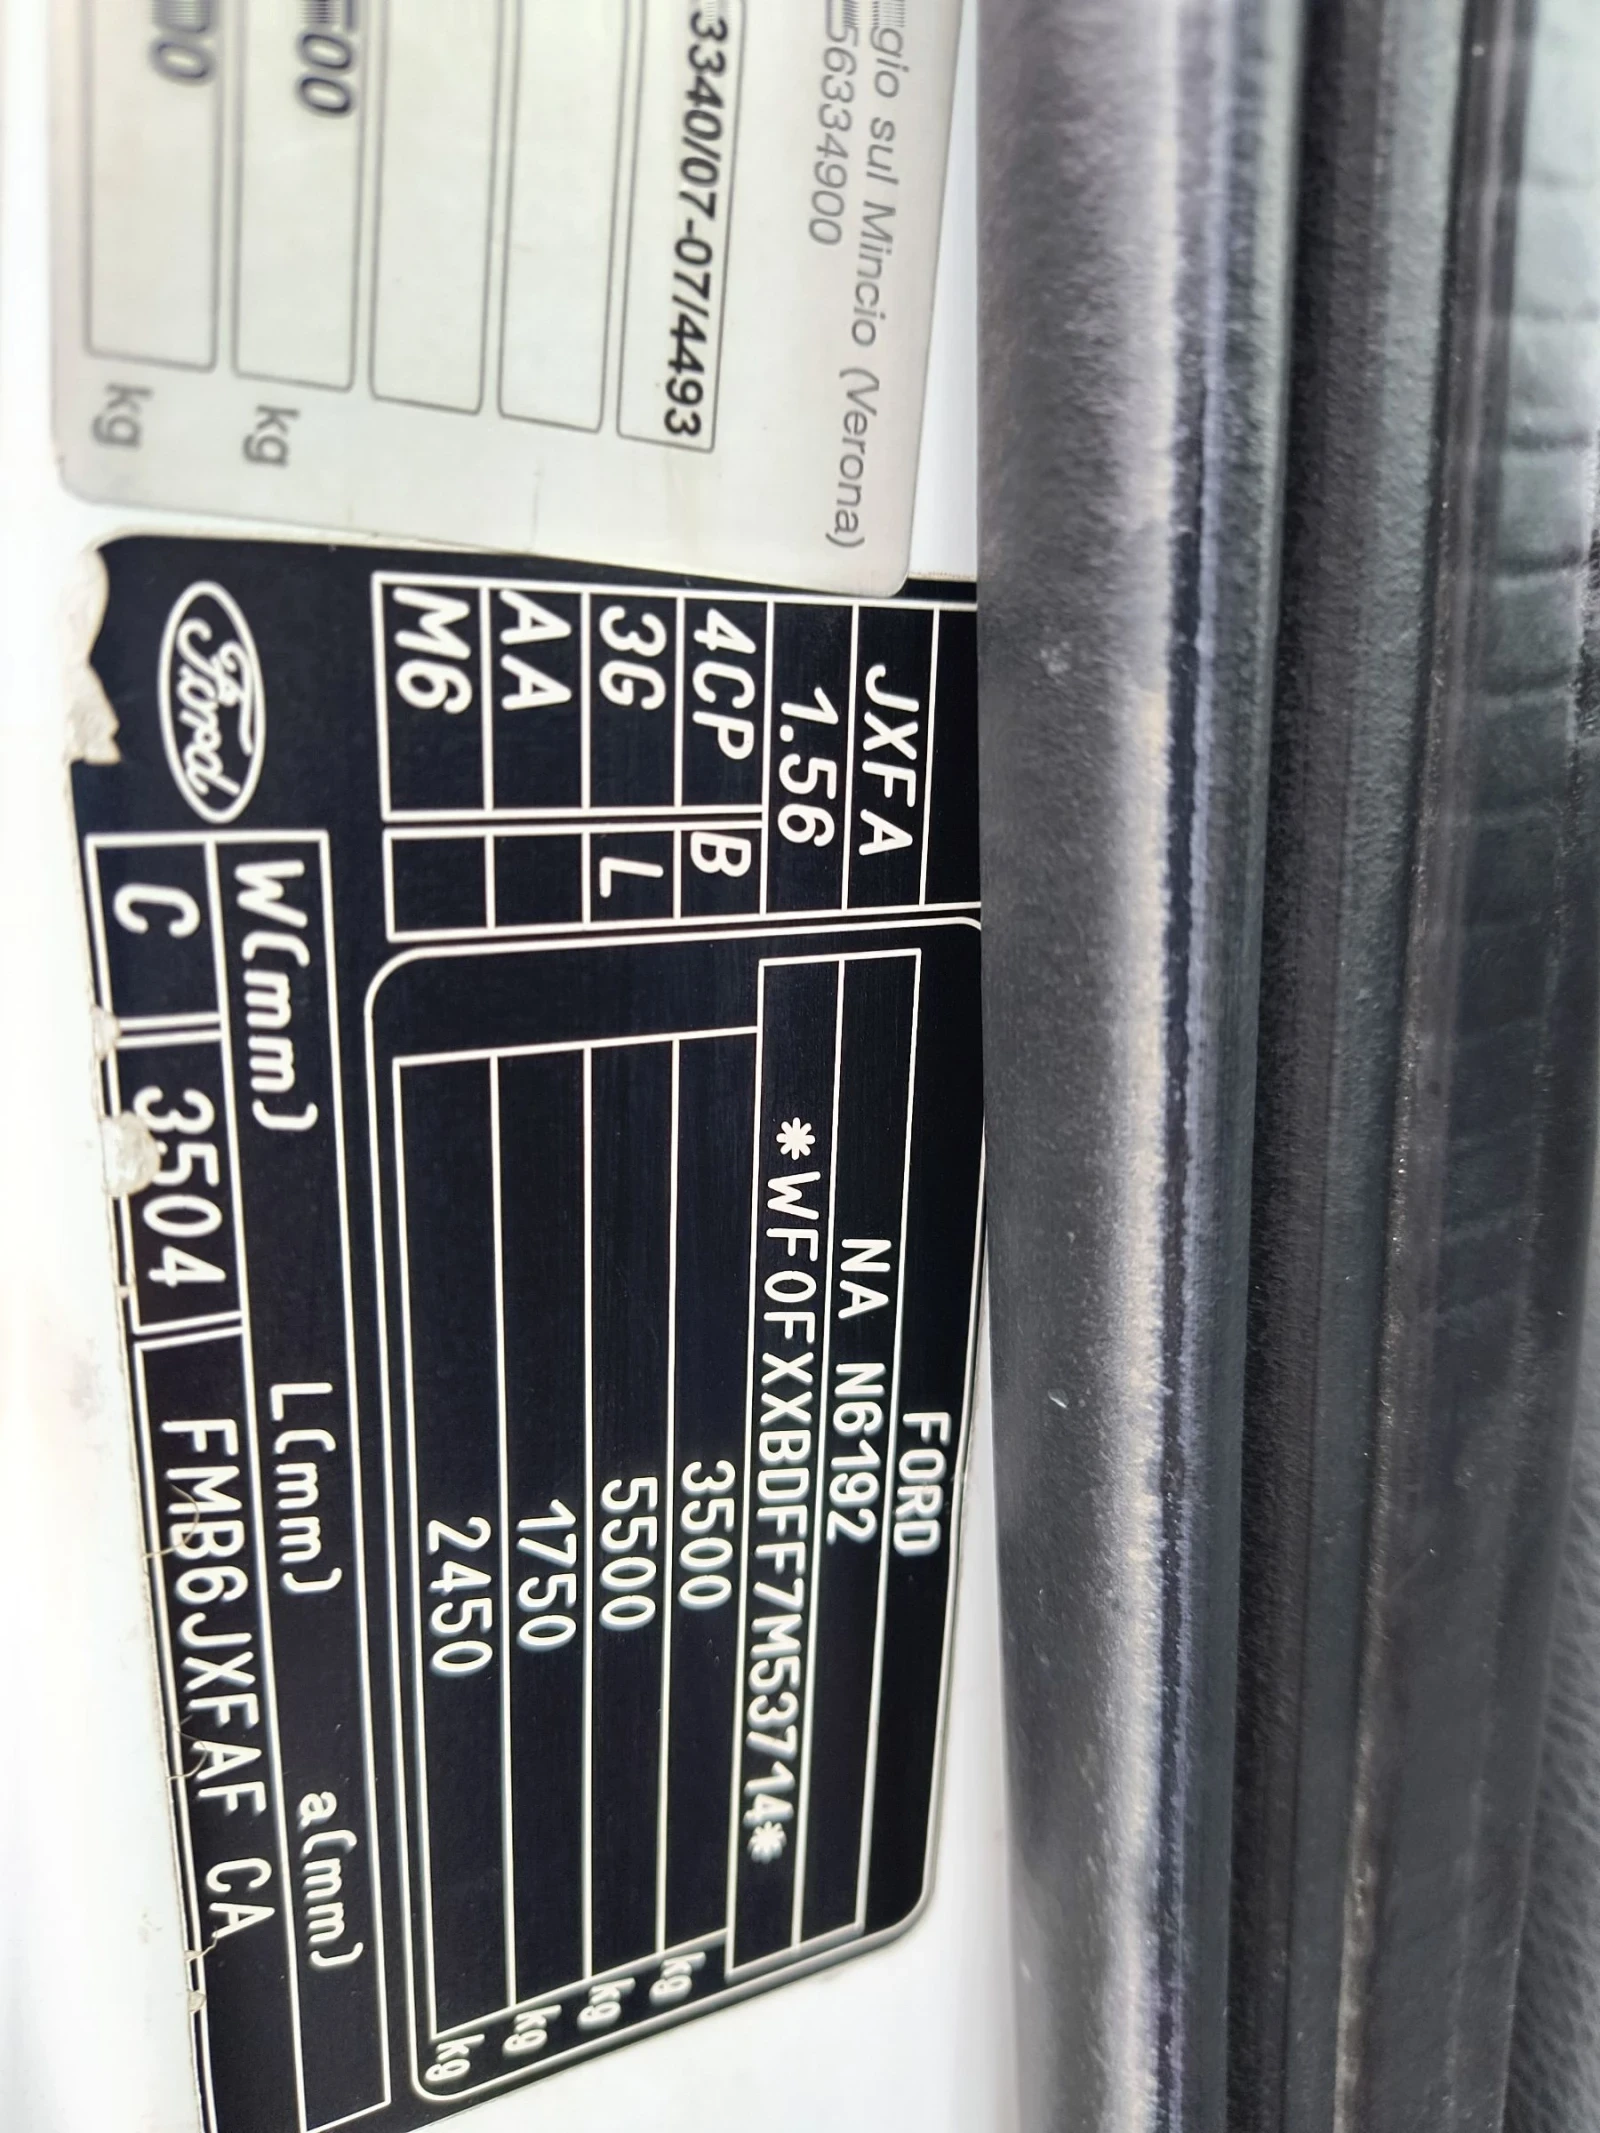 gio sul Mincio (Verona)
56334900
3340/07-07/4493
00 kg
00 kg
JXFA
1.56
4CP B
3G L
AA
M6
FORD
NA N6192
*WF0FXXBDFF7M53714*
3500 kg
5500 kg
1750 kg
2450 kg
Ford
W(mm) L(mm) a(mm)
C 3504 FMB6JXFAF CA